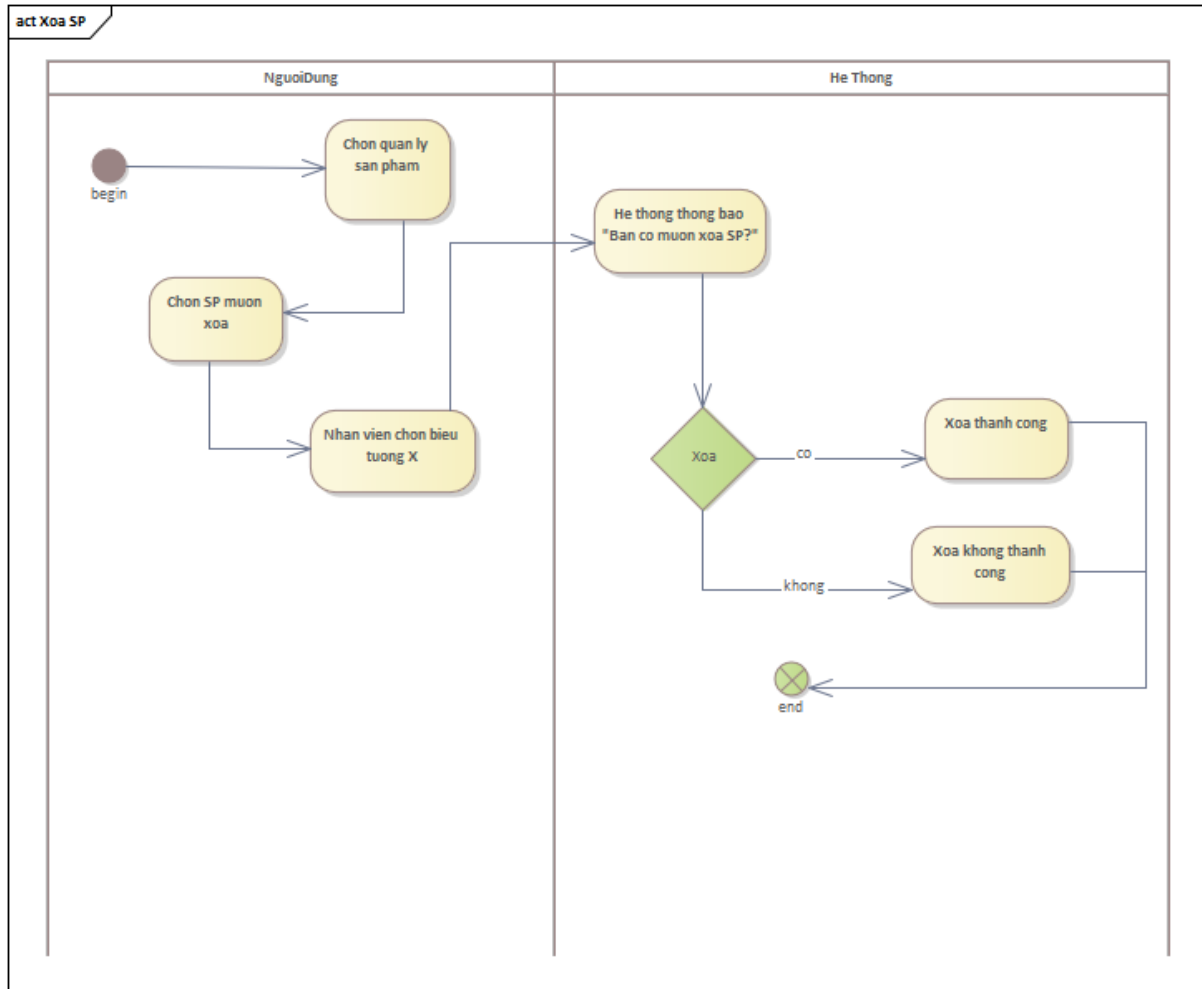 act Xoa SP
NguoiDung
He Thong
begin
Chon quan ly
san pham
Chon SP muon
xoa
Nhan vien chon bieu
tuong X
He thong thong bao
"Ban co muon xoa SP?"
Xoa
co
Xoa thanh cong
khong
Xoa khong thanh
cong
end